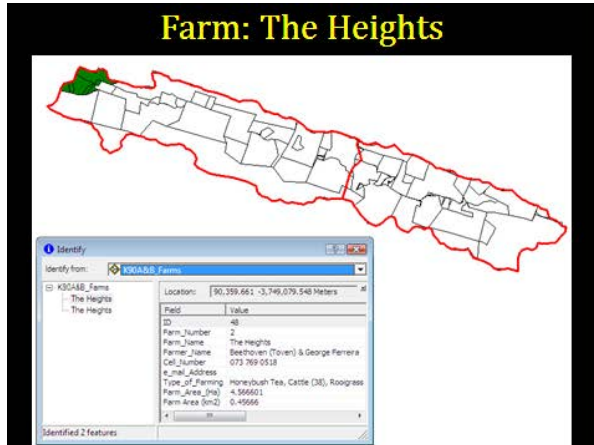 Farm: The Heights
Identify
Identify from: K90A&B_Farms
K90A&B_Farms
The Heights
The Heights
Location: 90,359.661 -3,749,079.548 Meters
Field Value
ID 48
Farm_Number 2
Farm_Name The Heights
Farmer_Name Beethoven (Toven) & George Ferreira
Cell_Number 073 769 0518
e_mail_Address
Type_of_Farming Honeybush Tea, Cattle (38), Rooigrass
Farm_Area_(Ha) 4.566601
Farm Area (km2) 0.45666
Identified 2 features